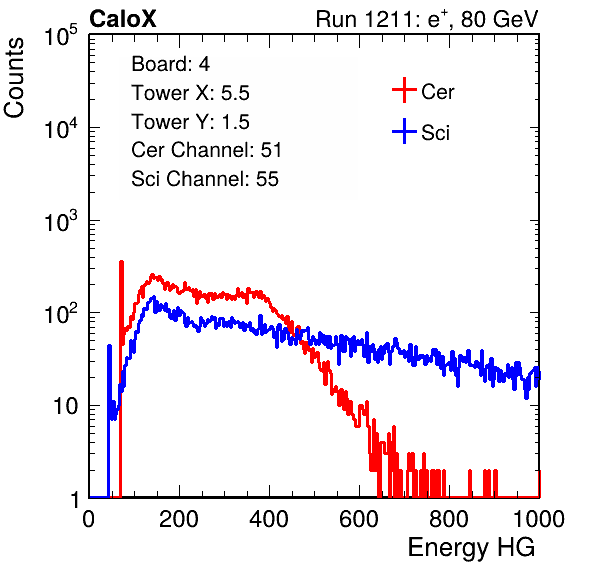 CaloX Run 1211: e+, 80 GeV
Counts
Board: 4
Tower X: 5.5
Tower Y: 1.5
Cer Channel: 51
Sci Channel: 55
Cer
Sci
10^5
10^4
10^3
10^2
10
1
0 200 400 600 800 1000
Energy HG